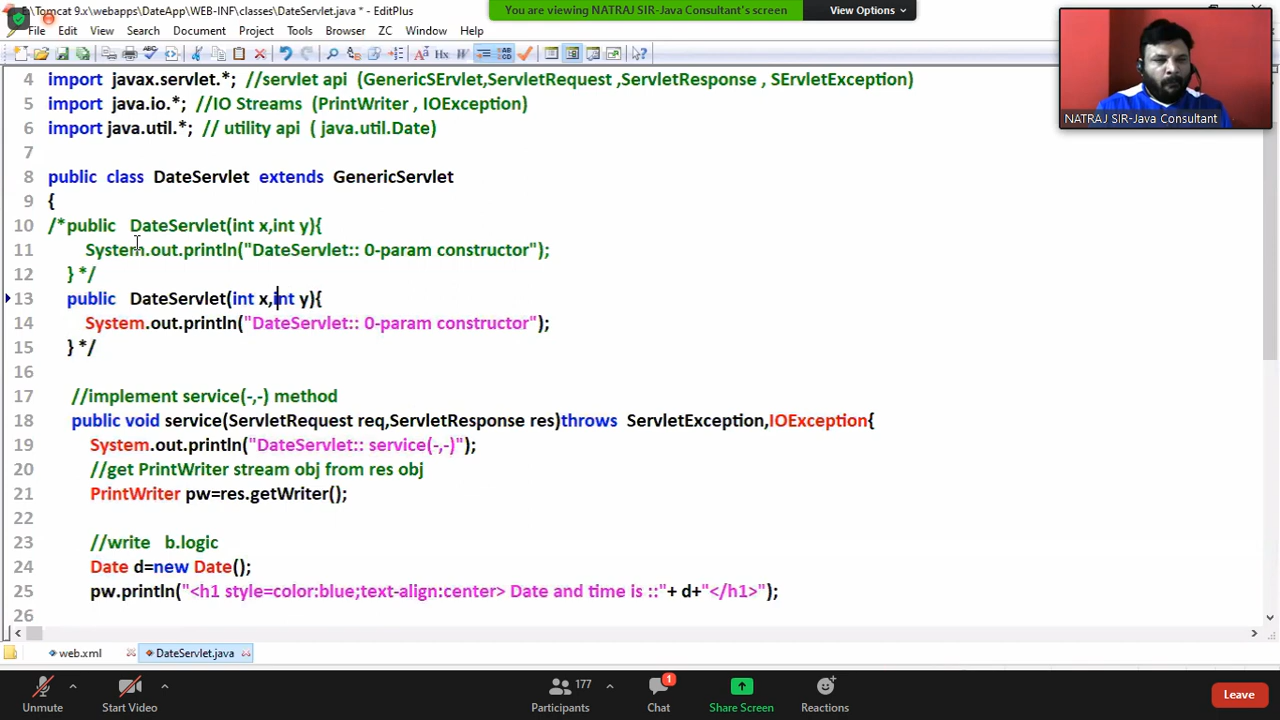 E:\Tomcat 9.x\webapps\DateApp\WEB-INF\classes\DateServlet.java * - EditPlus
You are viewing NATRAJ SIR-Java Consultant's screen
View Options
File Edit View Search Document Project Tools Browser ZC Window Help
4 import javax.servlet.*; //servlet api (GenericSErvlet,ServletRequest ,ServletResponse , SErvletException)
5 import java.io.*; //IO Streams (PrintWriter , IOException)
6 import java.util.*; // utility api ( java.util.Date)
7
8 public class DateServlet extends GenericServlet
9 {
10 /*public DateServlet(int x,int y){
11 System.out.println("DateServlet:: 0-param constructor");
12 } */
13 public DateServlet(int x,int y){
14 System.out.println("DateServlet:: 0-param constructor");
15 } */
16
17 //implement service(-,-) method
18 public void service(ServletRequest req,ServletResponse res)throws ServletException,IOException{
19 System.out.println("DateServlet:: service(-,-)");
20 //get PrintWriter stream obj from res obj
21 PrintWriter pw=res.getWriter();
22
23 //write b.logic
24 Date d=new Date();
25 pw.println("<h1 style=color:blue;text-align:center> Date and time is ::"+ d+"</h1>");
26
NATRAJ SIR-Java Consultant
web.xml DateServlet.java
Unmute
Start Video
177
Participants
1
Chat
Share Screen
Reactions
Leave